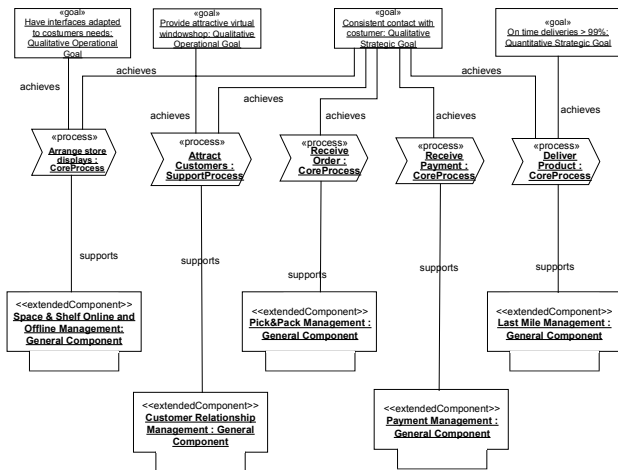 «goal»
Have interfaces adapted
to costumers needs:
Qualitative Operational
Goal
«goal»
Provide attractive virtual
windowshop: Qualitative
Operational Goal
«goal»
Consistent contact with
costumer: Qualitative
Strategic Goal
«goal»
On time deliveries > 99%:
Quantitative Strategic Goal
achieves
achieves
achieves
achieves
achieves
achieves
achieves
«process»
Arrange store
displays :
CoreProcess
«process»
Attract
Customers :
SupportProcess
«process»
Receive
Order :
CoreProcess
«process»
Receive
Payment :
CoreProcess
«process»
Deliver
Product :
CoreProcess
supports
supports
supports
supports
supports
<<extendedComponent>>
Space & Shelf Online and
Offline Management:
General Component
<<extendedComponent>>
Pick&Pack Management :
General Component
<<extendedComponent>>
Last Mile Management :
General Component
<<extendedComponent>>
Customer Relationship
Management : General
Component
<<extendedComponent>>
Payment Management :
General Component